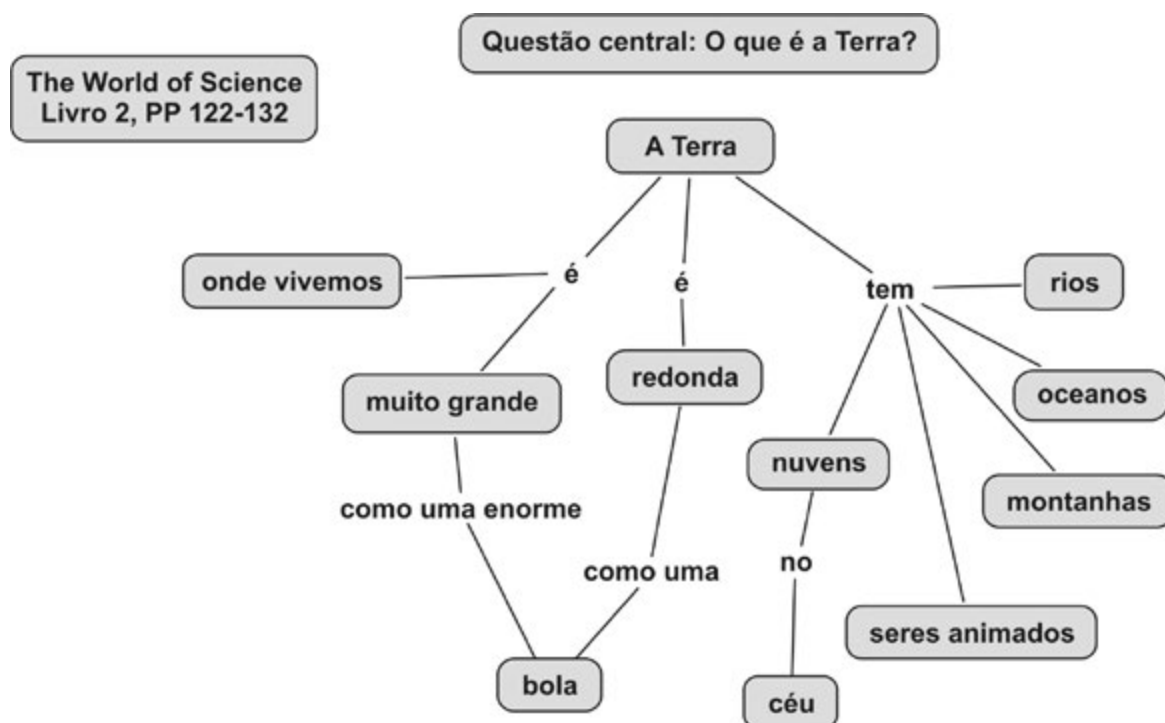 Questão central: O que é a Terra?
The World of Science
Livro 2, PP 122-132
A Terra
onde vivemos
é
é
tem
rios
muito grande
redonda
oceanos
nuvens
montanhas
como uma enorme
como uma
no
seres animados
bola
céu